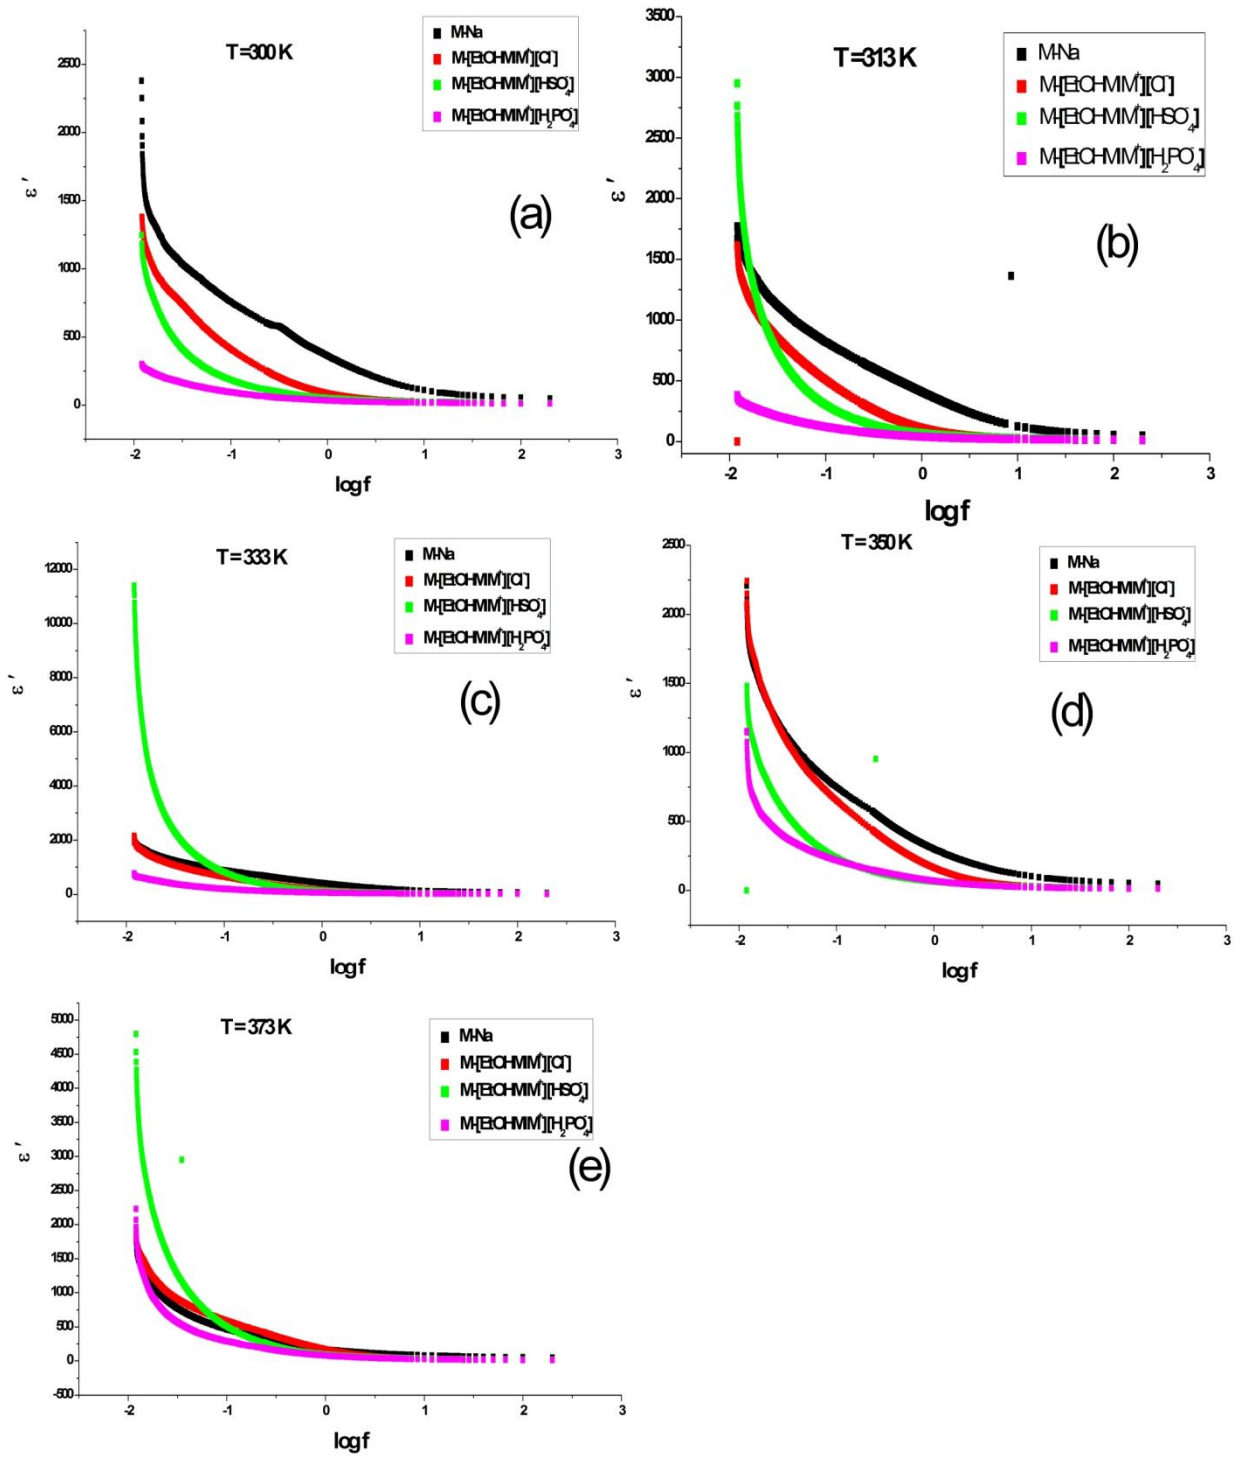 T=300 K
M-Na
M-[EtOHMIM⁺][Cl⁻]
M-[EtOHMIM⁺][HSO₄⁻]
M-[EtOHMIM⁺][H₂PO₄⁻]
(a)
ε ′
2500
2000
1500
1000
500
0
-2 -1 0 1 2 3
logf
T=313 K
M-Na
M-[EtOHMIM⁺][Cl⁻]
M-[EtOHMIM⁺][HSO₄⁻]
M-[EtOHMIM⁺][H₂PO₄⁻]
(b)
ε ′
3500
3000
2500
2000
1500
1000
500
0
-2 -1 0 1 2 3
logf
T=333 K
M-Na
M-[EtOHMIM⁺][Cl⁻]
M-[EtOHMIM⁺][HSO₄⁻]
M-[EtOHMIM⁺][H₂PO₄⁻]
(c)
ε ′
12000
10000
8000
6000
4000
2000
0
-2 -1 0 1 2 3
logf
T=350 K
M-Na
M-[EtOHMIM⁺][Cl⁻]
M-[EtOHMIM⁺][HSO₄⁻]
M-[EtOHMIM⁺][H₂PO₄⁻]
(d)
ε ′
2500
2000
1500
1000
500
0
-2 -1 0 1 2 3
logf
T=373 K
M-Na
M-[EtOHMIM⁺][Cl⁻]
M-[EtOHMIM⁺][HSO₄⁻]
M-[EtOHMIM⁺][H₂PO₄⁻]
(e)
ε ′
5000
4500
4000
3500
3000
2500
2000
1500
1000
500
0
-500
-2 -1 0 1 2 3
logf